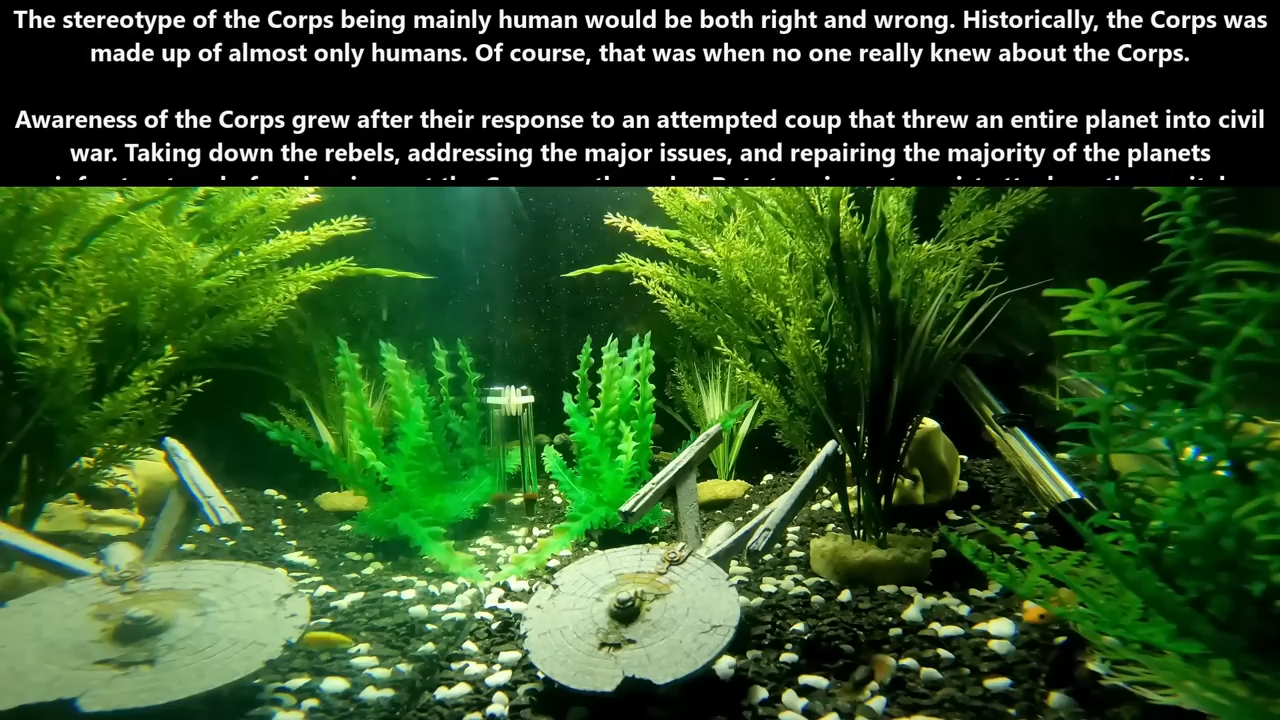 The stereotype of the Corps being mainly human would be both right and wrong. Historically, the Corps was
made up of almost only humans. Of course, that was when no one really knew about the Corps.
Awareness of the Corps grew after their response to an attempted coup that threw an entire planet into civil
war. Taking down the rebels, addressing the major issues, and repairing the majority of the planets